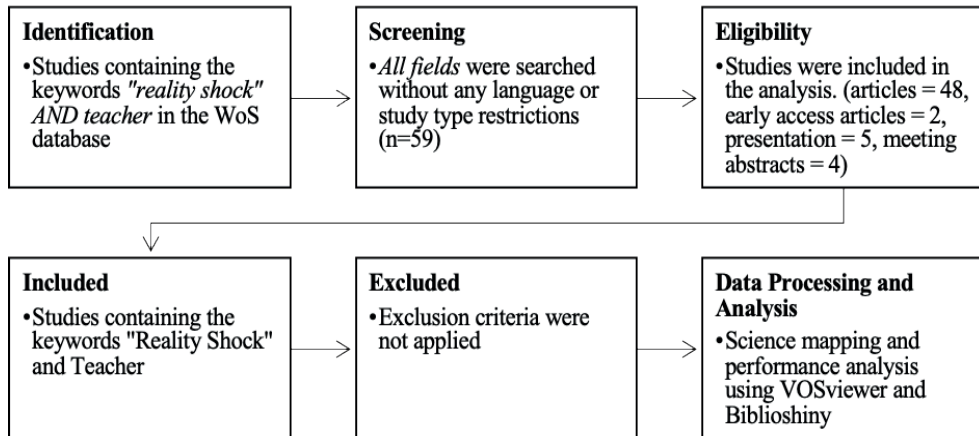 Identification
•Studies containing the
keywords "reality shock"
AND teacher in the WoS
database
Screening
•All fields were searched
without any language or
study type restrictions
(n=59)
Eligibility
•Studies were included in
the analysis. (articles = 48,
early access articles = 2,
presentation = 5, meeting
abstracts = 4)
Included
•Studies containing the
keywords "Reality Shock"
and Teacher
Excluded
•Exclusion criteria were
not applied
Data Processing and
Analysis
•Science mapping and
performance analysis
using VOSviewer and
Biblioshiny